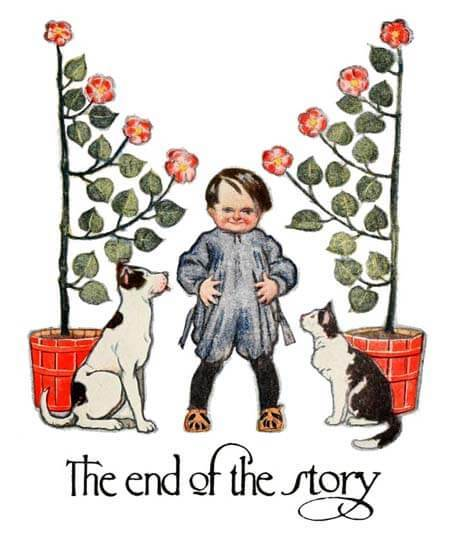 The end of the story